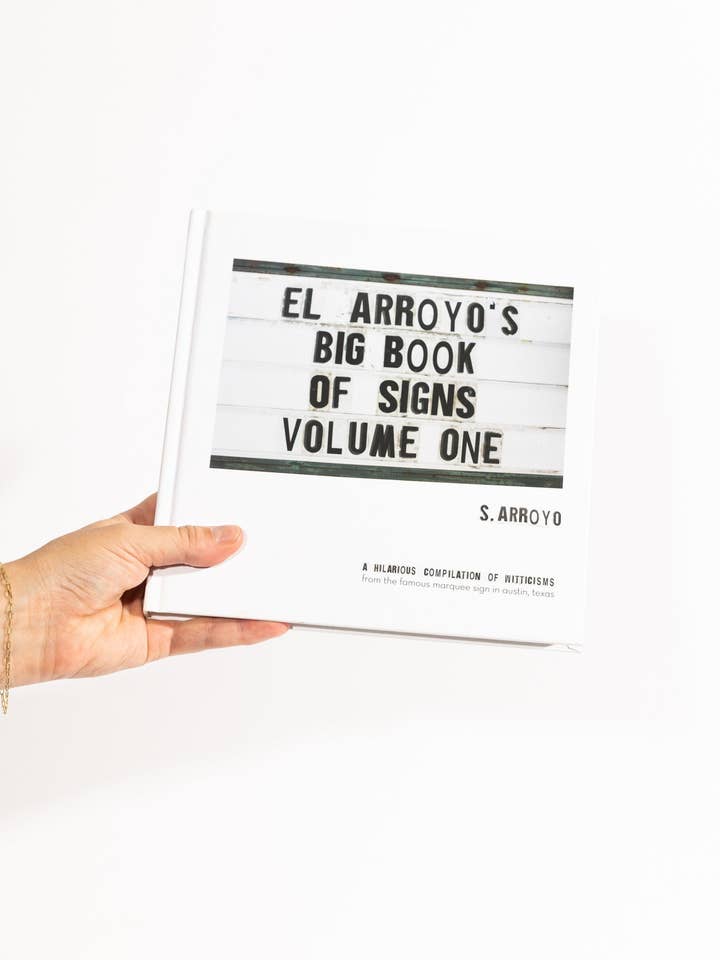 EL ARROYO'S
BIG BOOK
OF SIGNS
VOLUME ONE
S. ARROYO
A HILARIOUS COMPILATION OF WITTICISMS
from the famous marquee sign in austin, texas